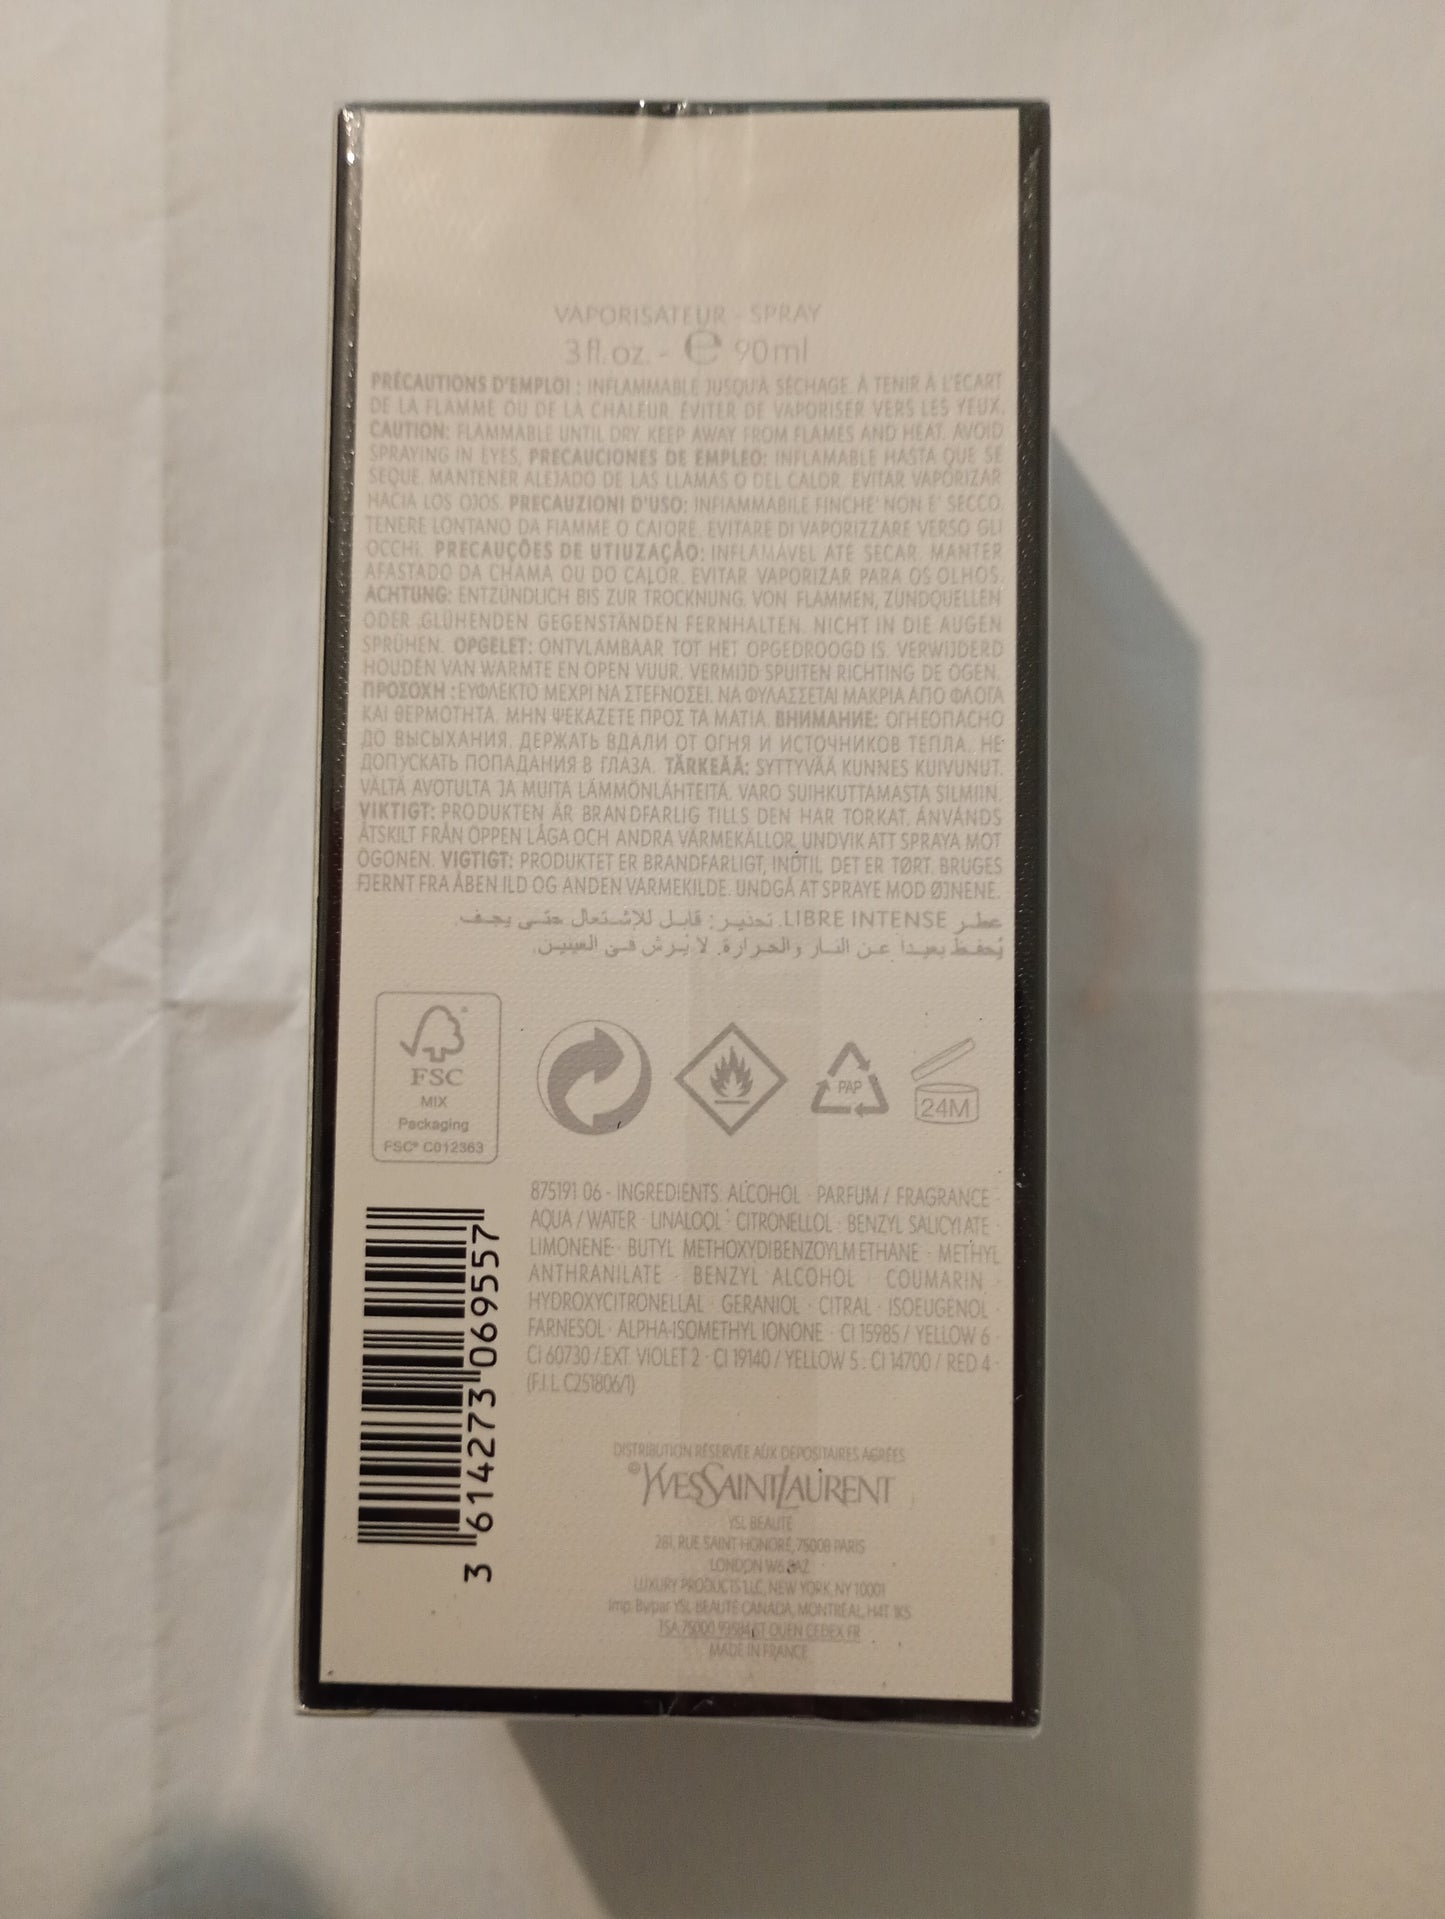 VAPORISATEUR - SPRAY
3 fl. oz. - ℮ 90 ml
PRÉCAUTIONS D'EMPLOI : INFLAMMABLE JUSQU'À SÉCHAGE. À TENIR À L'ÉCART
DE LA FLAMME OU DE LA CHALEUR. ÉVITER DE VAPORISER VERS LES YEUX.
CAUTION: FLAMMABLE UNTIL DRY. KEEP AWAY FROM FLAMES AND HEAT. AVOID
SPRAYING IN EYES. PRECAUCIONES DE EMPLEO: INFLAMABLE HASTA QUE SE
SEQUE. MANTENER ALEJADO DE LAS LLAMAS O DEL CALOR. EVITAR VAPORIZAR
HACIA LOS OJOS. PRECAUZIONI D'USO: INFIAMMABILE FINCHE' NON E' SECCO.
TENERE LONTANO DA FIAMME O CALORE. EVITARE DI VAPORIZZARE VERSO GLI
OCCHI. PRECAUÇÕES DE UTIUZAÇÃO: INFLAMÁVEL ATÉ SECAR. MANTER
AFASTADO DA CHAMA OU DO CALOR. EVITAR VAPORIZAR PARA OS OLHOS.
ACHTUNG: ENTZÜNDLICH BIS ZUR TROCKNUNG. VON FLAMMEN, ZÜNDQUELLEN
ODER GLÜHENDEN GEGENSTÄNDEN FERNHALTEN. NICHT IN DIE AUGEN
SPRÜHEN. OPGELET: ONTVLAMBAAR TOT HET OPGEDROOGD IS. VERWIJDERD
HOUDEN VAN WARMTE EN OPEN VUUR. VERMIJD SPUITEN RICHTING DE OGEN.
ΠΡΟΣΟΧΗ : ΕΥΦΛΕΚΤΟ ΜΕΧΡΙ ΝΑ ΣΤΕΓΝΩΣΕΙ. ΝΑ ΦΥΛΑΣΣΕΤΑΙ ΜΑΚΡΙΑ ΑΠΟ ΦΛΟΓΑ
ΚΑΙ ΘΕΡΜΟΤΗΤΑ. ΜΗΝ ΨΕΚΑΖΕΤΕ ΠΡΟΣ ΤΑ ΜΑΤΙΑ. ВНИМАНИЕ: ОГНЕОПАСНО
ДО ВЫСЫХАНИЯ. ДЕРЖАТЬ ВДАЛИ ОТ ОГНЯ И ИСТОЧНИКОВ ТЕПЛА. НЕ
ДОПУСКАТЬ ПОПАДАНИЯ В ГЛАЗА. TÄRKEÄÄ: SYTTYVÄÄ KUNNES KUIVUNUT.
VÄLTÄ AVOTULTA JA MUITA LÄMMÖNLÄHTEITÄ. VARO SUIHKUTTAMASTA SILMIIN.
VIKTIGT: PRODUKTEN ÄR BRANDFARLIG TILLS DEN HAR TORKAT. ANVÄNDS
ÅTSKILT FRÅN ÖPPEN LÅGA OCH ANDRA VÄRMEKÄLLOR. UNDVIK ATT SPRAYA MOT
ÖGONEN. VIGTIGT: PRODUKTET ER BRANDFARLIGT, INDTIL DET ER TØRT. BRUGES
FJERNT FRA ÅBEN ILD OG ANDEN VARMEKILDE. UNDGÅ AT SPRAYE MOD ØJNENE.
عطر LIBRE INTENSE. تحذير: قابل للإشتعال حتى يجف.
يُحفظ بعيداً عن النار والحرارة. لا يُرش في العينين.
FSC
MIX
Packaging
FSC® C012363
PAP
24M
875191 06 - INGREDIENTS: ALCOHOL · PARFUM / FRAGRANCE ·
AQUA / WATER · LINALOOL · CITRONELLOL · BENZYL SALICYLATE ·
LIMONENE · BUTYL METHOXYDIBENZOYLMETHANE · METHYL
ANTHRANILATE · BENZYL ALCOHOL · COUMARIN ·
HYDROXYCITRONELLAL · GERANIOL · CITRAL · ISOEUGENOL ·
FARNESOL · ALPHA-ISOMETHYL IONONE · CI 15985 / YELLOW 6 ·
CI 60730 / EXT. VIOLET 2 · CI 19140 / YELLOW 5 · CI 14700 / RED 4 ·
(F.I.L. C251806/1)
3 614273 069557
DISTRIBUTION RÉSERVÉE AUX DÉPOSITAIRES AGRÉÉS
©YVESSAINTLAURENT
YSL BEAUTÉ
281, RUE SAINT HONORÉ, 75008 PARIS
LONDON W6 8AZ
LUXURY PRODUCTS LLC, NEW YORK, NY 10001
Imp. By/par YSL BEAUTÉ CANADA, MONTRÉAL, H4T 1K5
TSA 75000 93584 ST OUEN CEDEX FR
MADE IN FRANCE